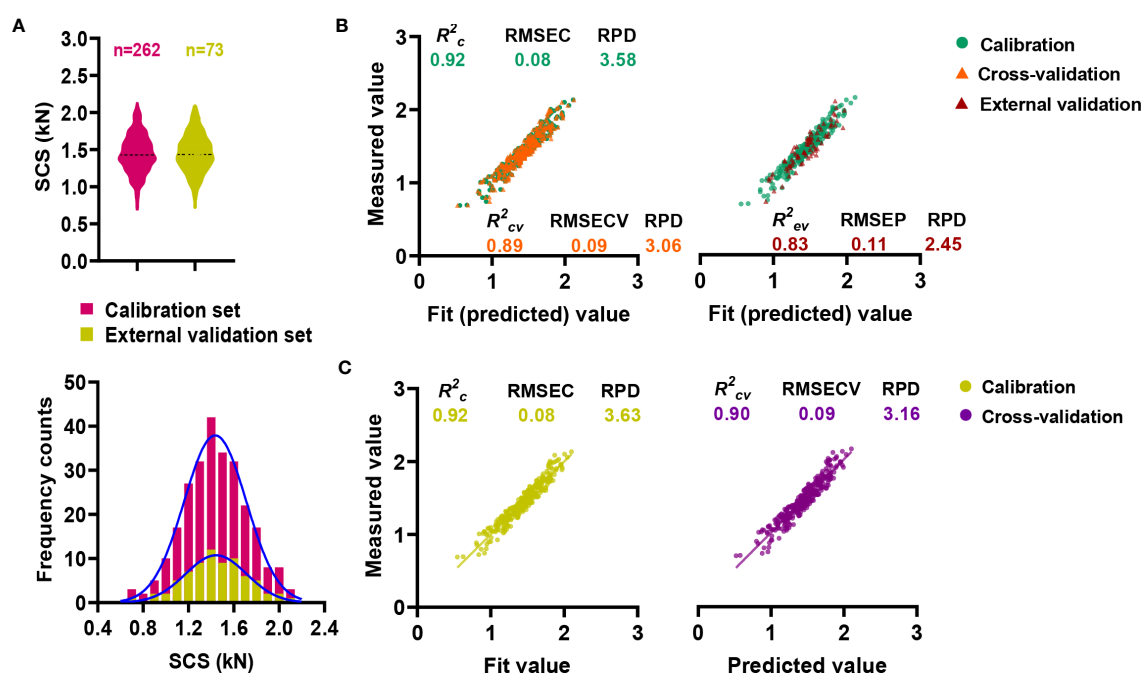 A
n=262 n=73
SCS (kN)
3.0
2.5
2.0
1.5
1.0
0.5
0.0
Calibration set
External validation set
Frequency counts
50
40
30
20
10
0
0.4 0.8 1.2 1.6 2.0 2.4
SCS (kN)
B
R²c RMSEC RPD
0.92 0.08 3.58
Measured value
3
2
1
0
R²cv RMSECV RPD
0.89 0.09 3.06
0 1 2 3
Fit (predicted) value
R²ev RMSEP RPD
0.83 0.11 2.45
0 1 2 3
Fit (predicted) value
Calibration
Cross-validation
External validation
C
R²c RMSEC RPD
0.92 0.08 3.63
Measured value
3
2
1
0
0 1 2 3
Fit value
R²cv RMSECV RPD
0.90 0.09 3.16
0 1 2 3
Predicted value
Calibration
Cross-validation